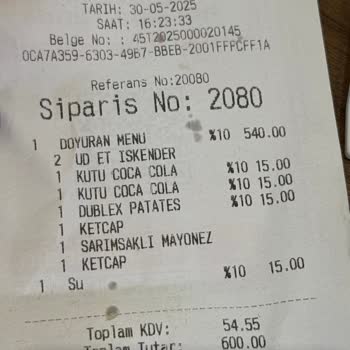 TARIH: 30-05-2025
SAAT: 16:23:33
Belge No: : 4512025000020145
0CA7A359-6303-49B7-BBEB-2001FFFCFF1A
Referans No:20080
Siparis No: 2080
1 DOYURAN MENU %10 540.00
2 UD ET ISKENDER
1 KUTU COCA COLA %10 15.00
1 KUTU COCA COLA %10 15.00
1 DUBLEX PATATES %10 15.00
1 KETCAP
1 SARIMSAKLI MAYONEZ
1 KETCAP
1 Su %10 15.00
Toplam KDV: 54.55
Toplam Tutar: 600.00